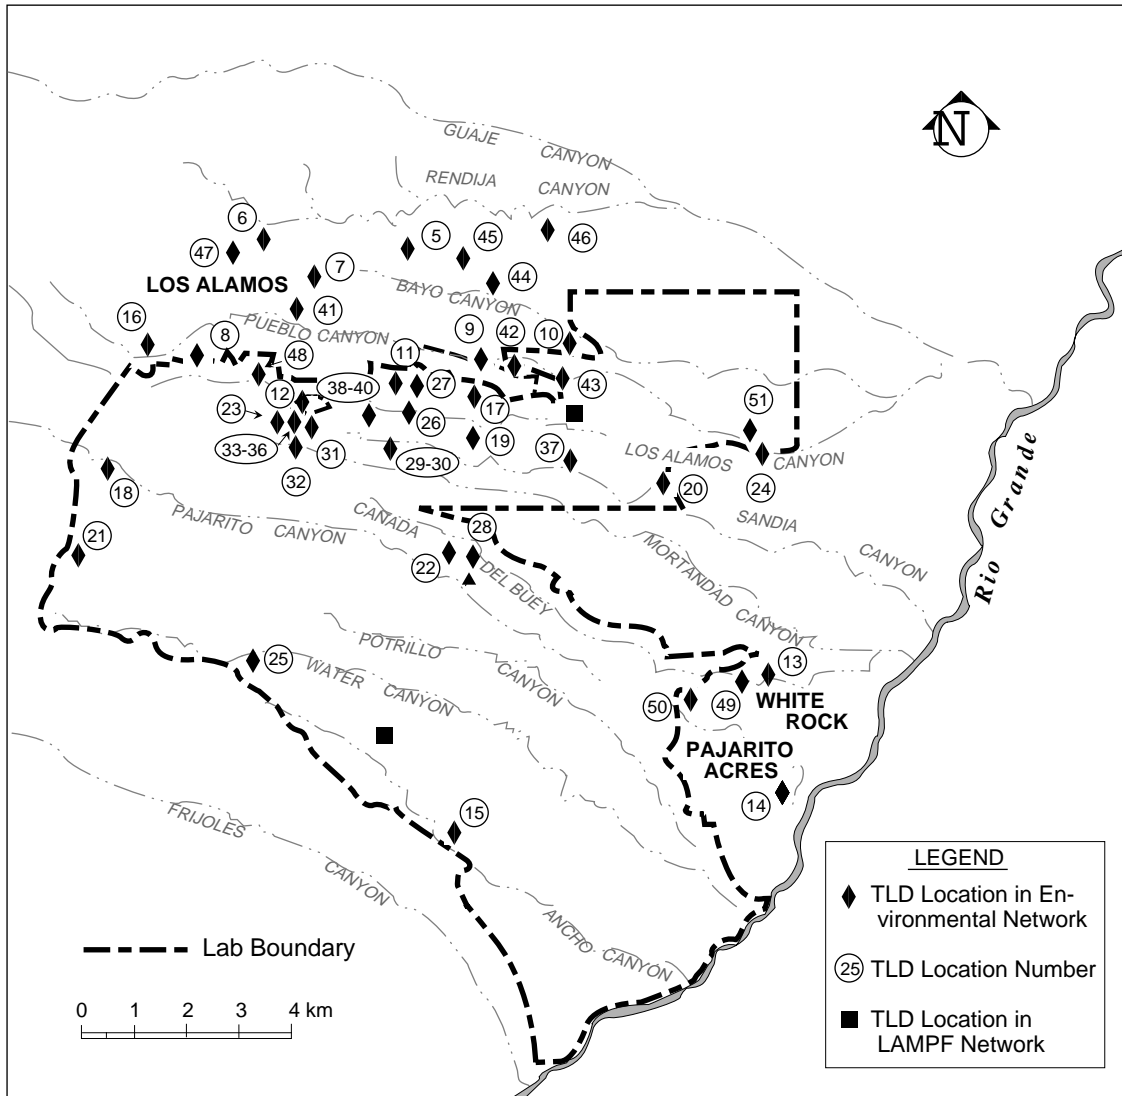 N
GUAJE
CANYON
RENDIJA
CANYON
6
5
45
46
47
7
44
LOS ALAMOS
BAYO CANYON
16
41
PUEBLO CANYON
8
9
42
10
11
48
38-40
27
43
12
17
51
23
26
33-36
31
19
37
LOS ALAMOS
CANYON
29-30
32
18
20
24
PAJARITO
CANYON
CAÑADA
DEL BUEY
SANDIA
CANYON
21
28
22
MORTANDAD
CANYON
Rio Grande
25
POTRILLO
CANYON
WATER
CANYON
13
50
49
WHITE
ROCK
PAJARITO
ACRES
14
15
FRIJOLES
CANYON
ANCHO
CANYON
Lab Boundary
0 1 2 3 4 km
LEGEND
TLD Location in En-
vironmental Network
25 TLD Location Number
TLD Location in
LAMPF Network